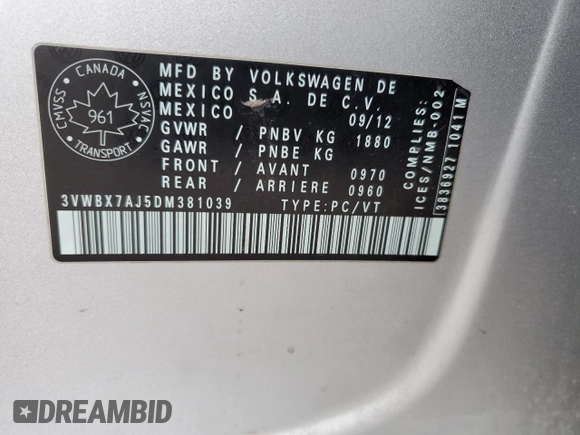 CANADA
CMVSS
NSVAC
961
TRANSPORT
MFD BY VOLKSWAGEN DE
MEXICO S.A. DE C.V.
MEXICO 09/12
GVWR / PNBV KG 1880
GAWR / PNBE KG
FRONT / AVANT 0970
REAR / ARRIERE 0960
3VWBX7AJ5DM381039 TYPE:PC/VT
COMPLIES:
ICES/NMB-002
3836927 1041 M
DREAMBID